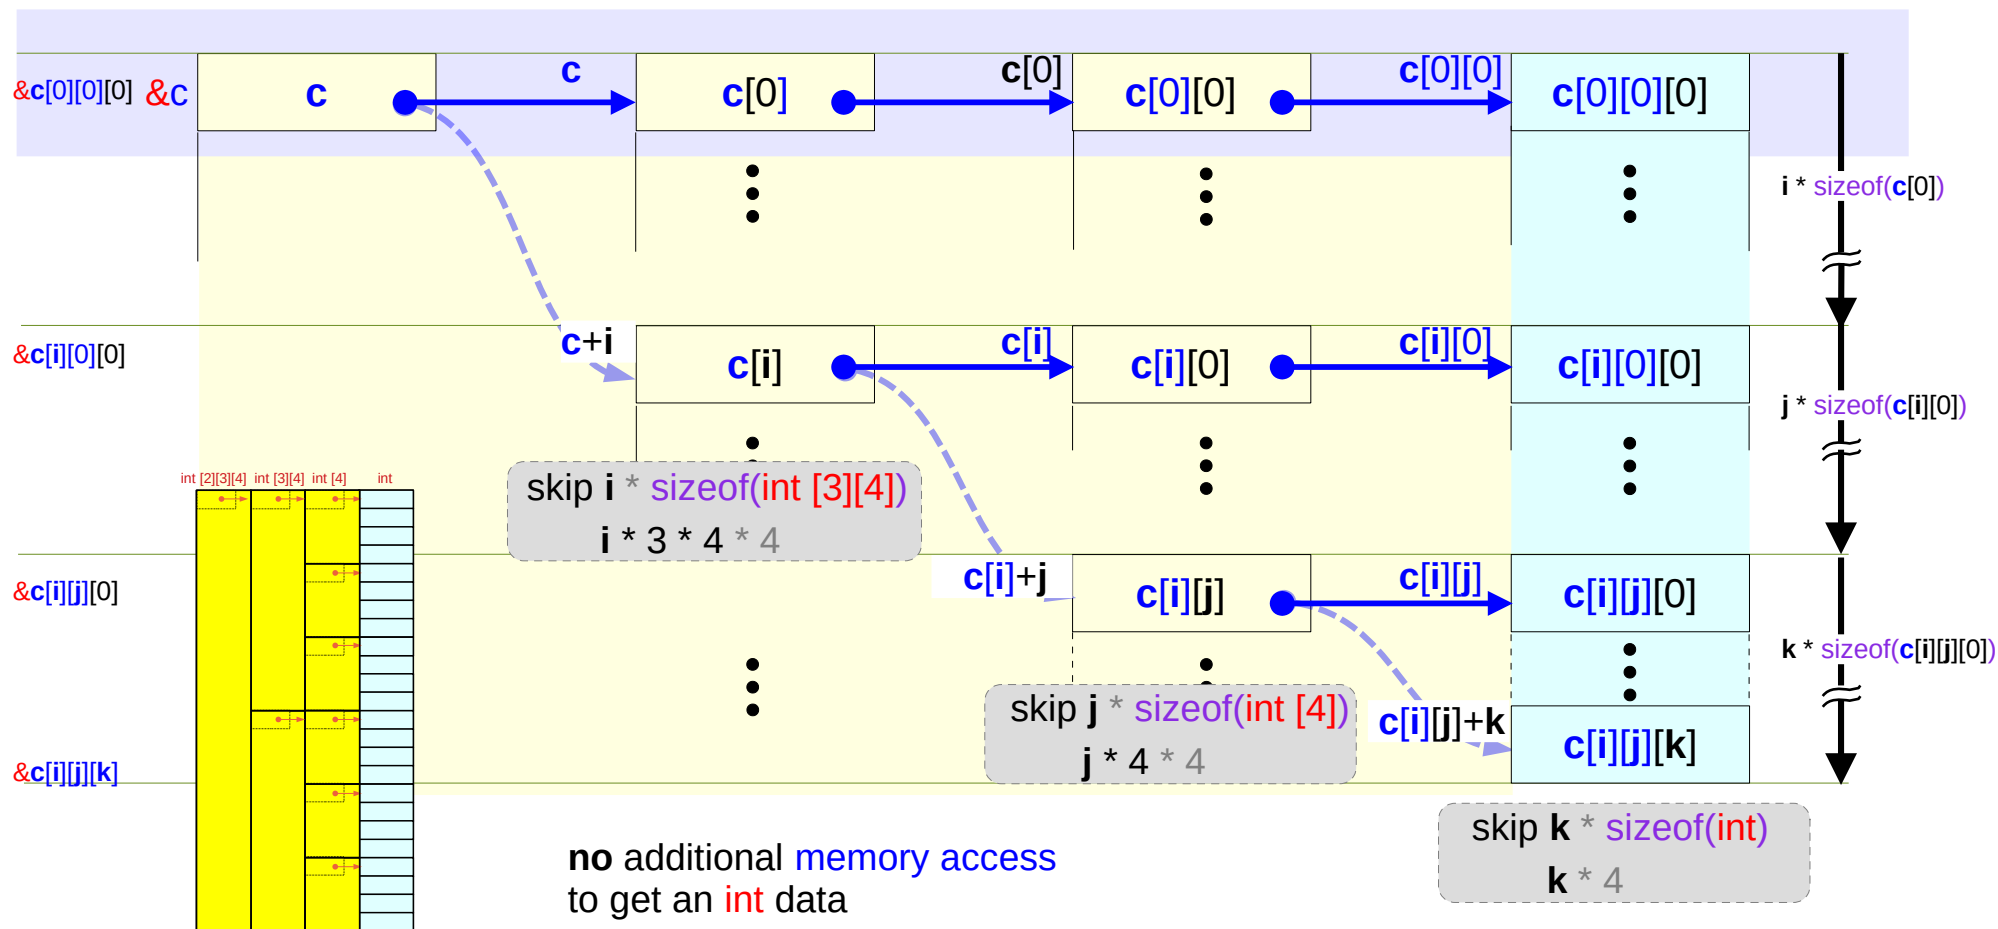 c c[0] c[0][0]
&c[0][0][0] &c c c[0] c[0][0] c[0][0][0]
i * sizeof(c[0])
c+i c[i] c[i][0]
&c[i][0][0] c[i] c[i][0] c[i][0][0]
j * sizeof(c[i][0])
int [2][3][4] int [3][4] int [4] int
skip i * sizeof(int [3][4])
i * 3 * 4 * 4
c[i]+j c[i][j]
&c[i][j][0] c[i][j] c[i][j][0]
k * sizeof(c[i][j][0])
skip j * sizeof(int [4])
j * 4 * 4
c[i][j]+k
c[i][j][k]
&c[i][j][k]
skip k * sizeof(int)
k * 4
no additional memory access
to get an int data